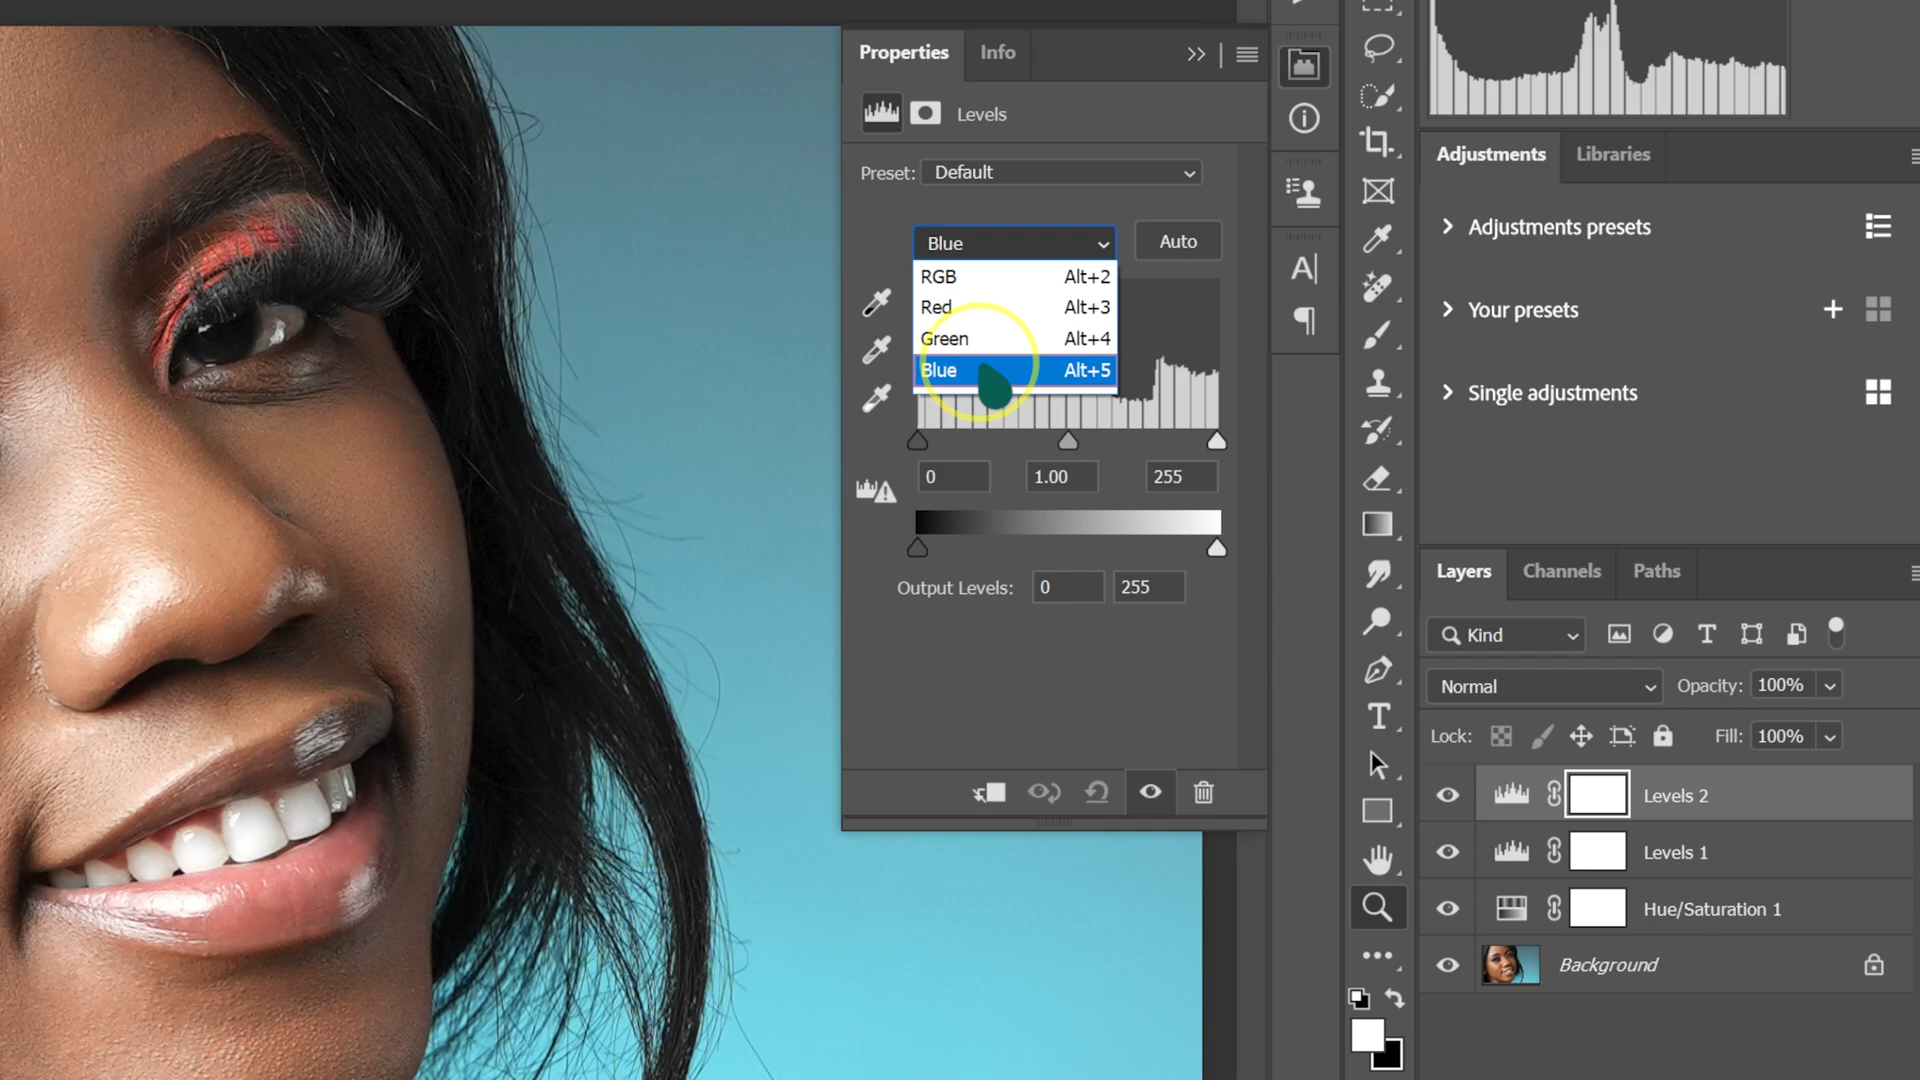 Properties
Info
Levels
Preset: Default
Blue
Auto
RGB Alt+2
Red Alt+3
Green Alt+4
Blue Alt+5
0
1.00
255
Output Levels: 0 255
Adjustments
Libraries
Adjustments presets
Your presets
Single adjustments
Layers
Channels
Paths
Kind
Normal
Opacity: 100%
Lock:
Fill: 100%
Levels 2
Levels 1
Hue/Saturation 1
Background